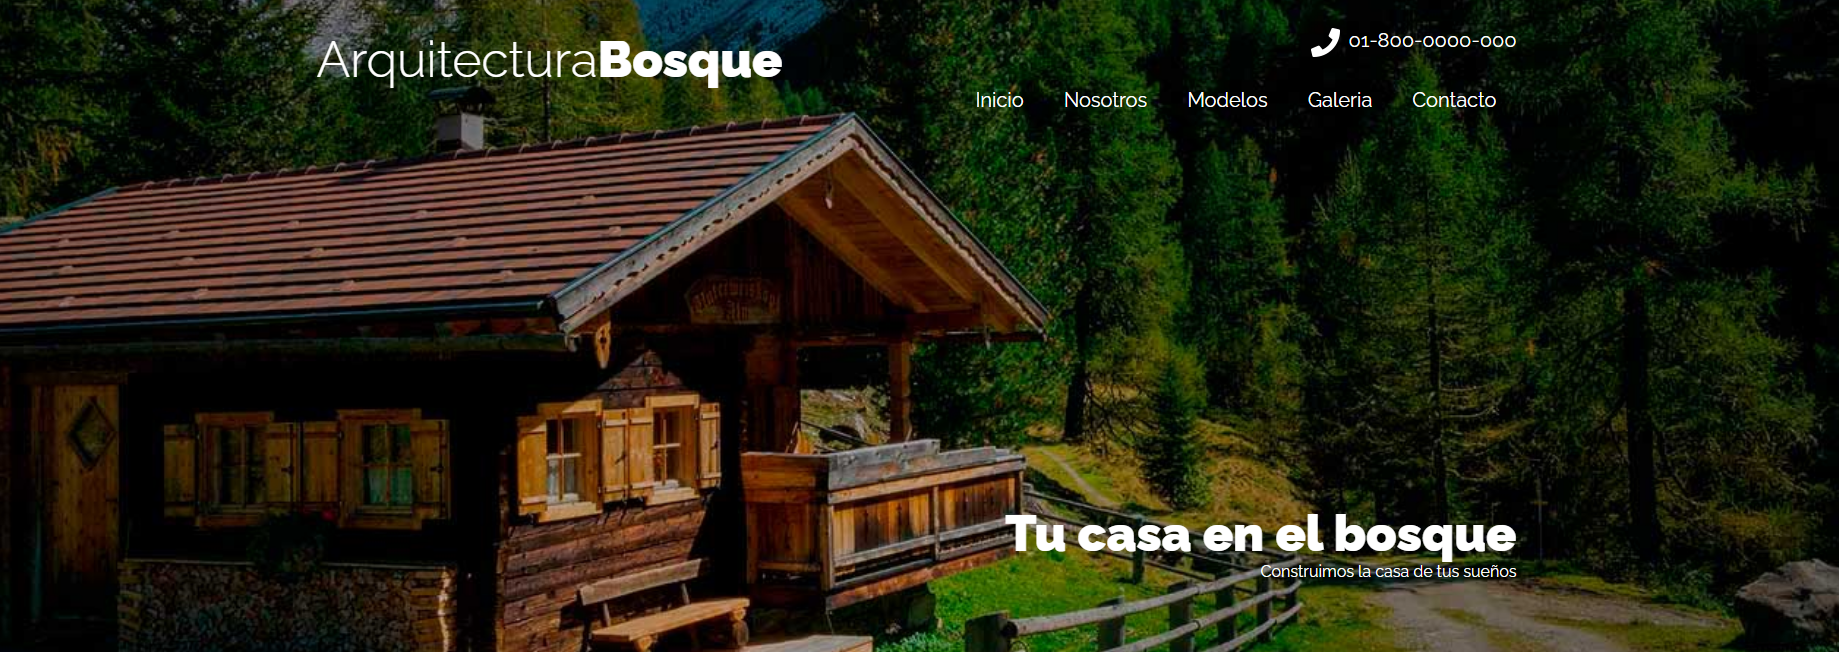 ArquitecturaBosque
01-800-0000-000
Inicio Nosotros Modelos Galeria Contacto
Tu casa en el bosque
Construimos la casa de tus sueños